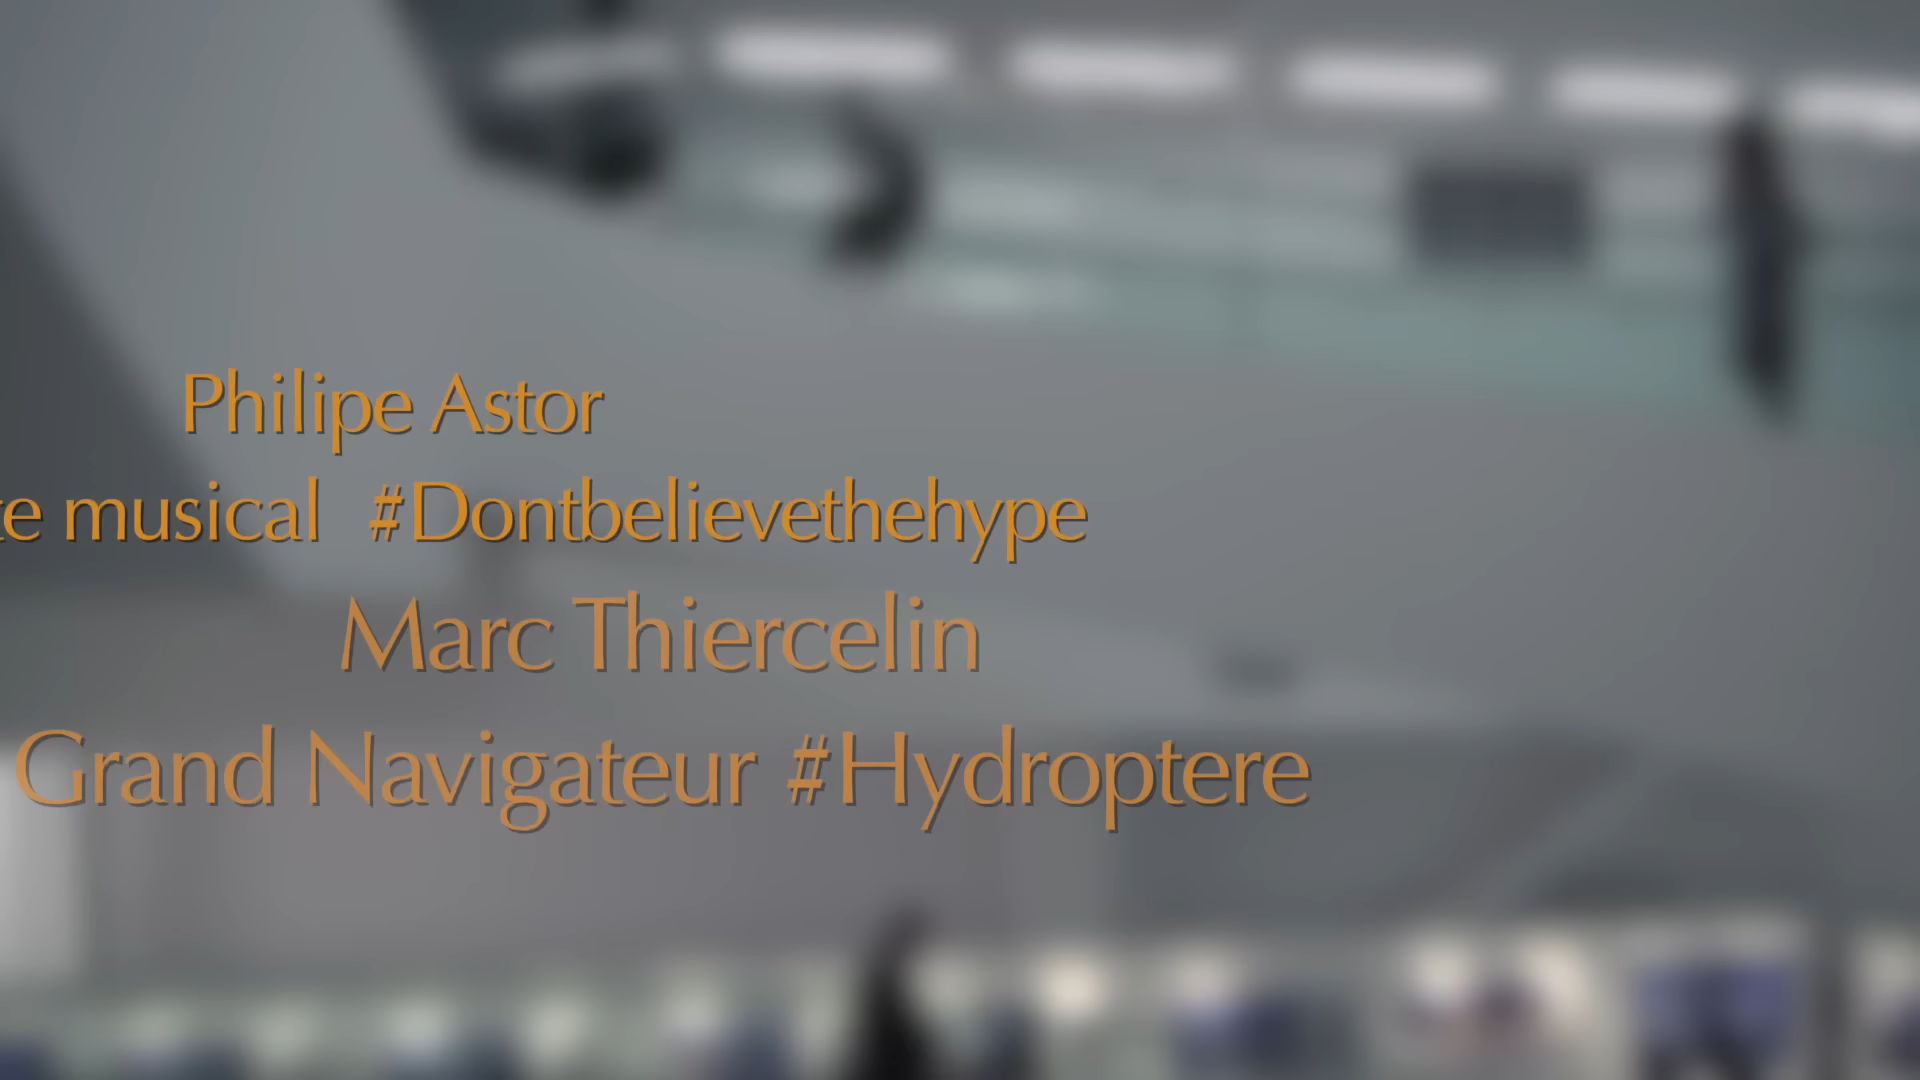 Philipe Astor
musical #Dontbelievethehype
Marc Thiercelin
Grand Navigateur #Hydroptere